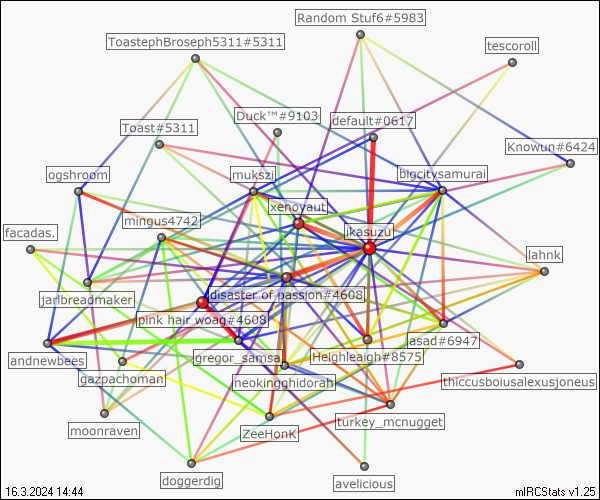 Random Stuf6#5983
ToastephBroseph5311#5311
tescoroll
Duck™#9103
default#0617
Toast#5311
Knowun#6424
ogshroom
mukszi
bigcitysamurai
xenoyaut
mingus4742
facadas.
ikasuzu
lahnk
jarlbreadmaker
disaster of passion#4608
pink hair woag#4608
jasad#6947
andnewbees
gregor_samsa
Heighleaigh#8575
gazpachoman
neokingghidorah
thiccusboiusalexusjoneus
moonraven
ZeeHonK
turkey_mcnugget
doggerdig
avelicious
16.3.2024 14:44
mIRCStats v1.25